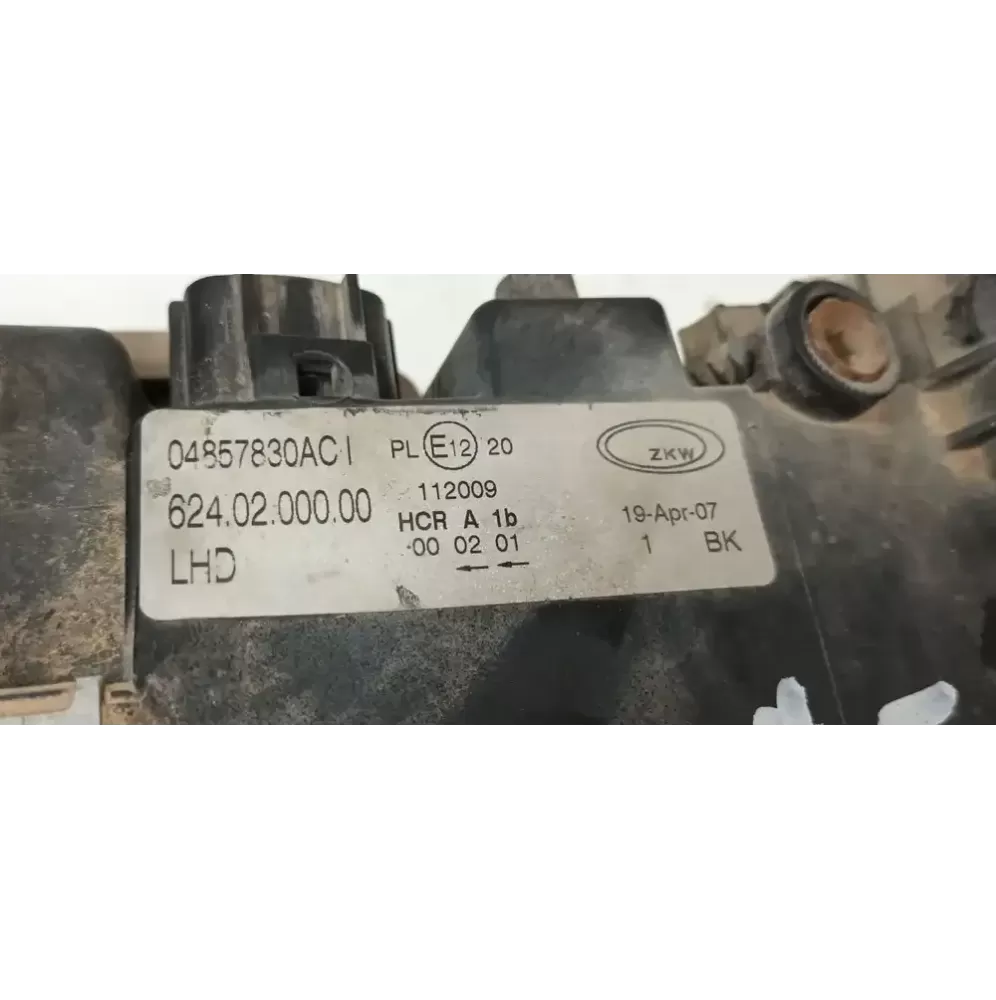 04857830AC I
624.02.000.00
LHD
PL E12 20
112009
HCR A 1b
00 02 01
←←
ZKW
19-Apr-07
1 BK